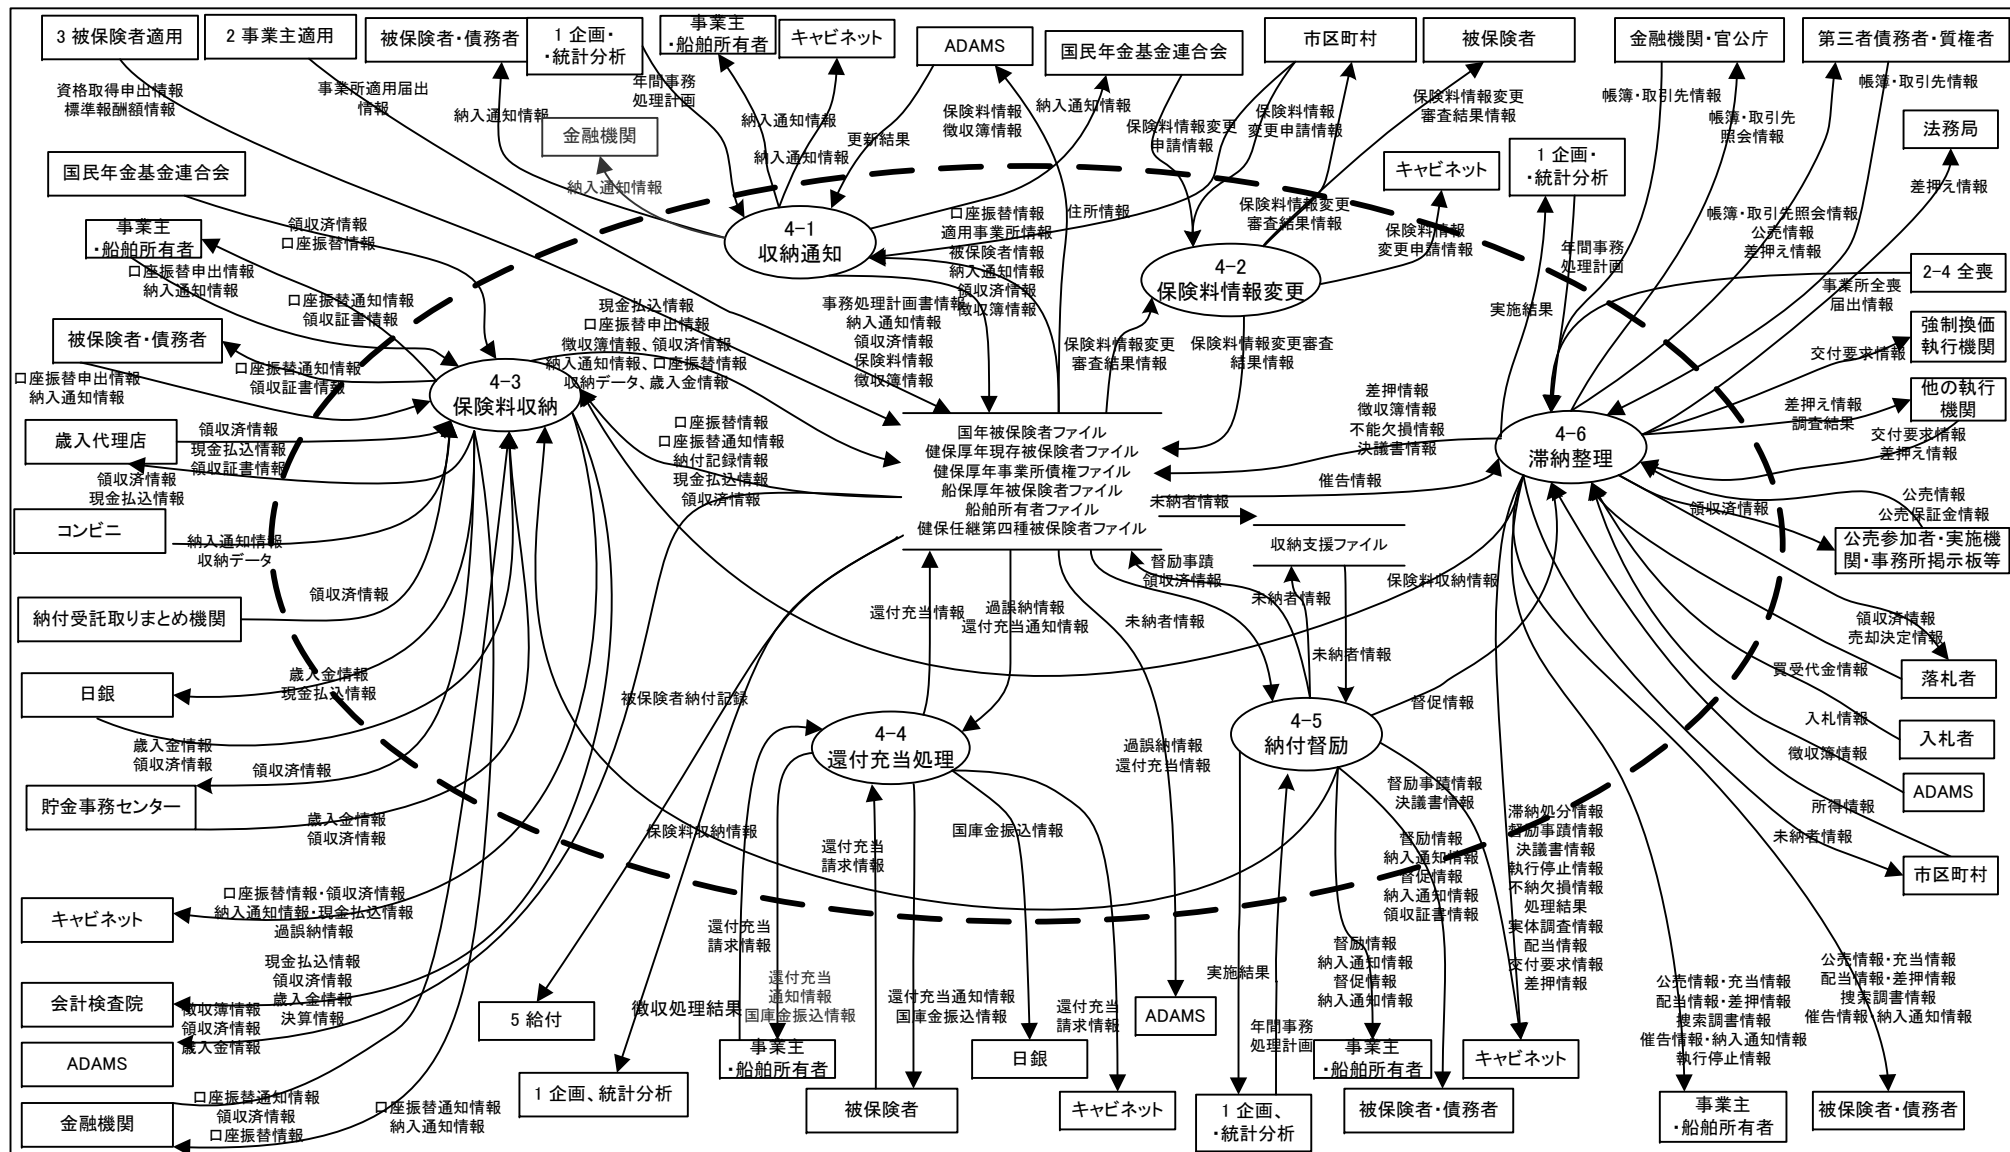 3 被保険者適用
2 事業主適用
被保険者・債務者
1 企画・
・統計分析
事業主
・船舶所有者
キャビネット
ADAMS
国民年金基金連合会
市区町村
被保険者
金融機関・官公庁
第三者債務者・質権者
資格取得申出情報
標準報酬額情報
事業所適用届出
情報
納入通知情報
年間事務
処理計画
納入通知情報
金融機関
納入通知情報
納入通知情報
更新結果
保険料情報
徴収簿情報
納入通知情報
保険料情報変更
申請情報
保険料情報
変更申請情報
保険料情報変更
審査結果情報
帳簿・取引先情報
帳簿・取引先
照会情報
帳簿・取引先情報
法務局
差押え情報
キャビネット
1 企画・
・統計分析
国民年金基金連合会
事業主
・船舶所有者
領収済情報
口座振替情報
口座振替申出情報
納入通知情報
口座振替通知情報
領収証書情報
4-1
収納通知
口座振替情報
適用事業所情報
被保険者情報
納入通知情報
領収済情報
徴収簿情報
住所情報
4-2
保険料情報変更
保険料情報変更
審査結果情報
保険料情報
変更申請情報
帳簿・取引先照会情報
公売情報
差押え情報
年間事務
処理計画
実施結果
2-4 全喪
事業所全喪
届出情報
強制換価
執行機関
交付要求情報
他の執行
機関
差押え情報
調査結果
交付要求情報
差押え情報
被保険者・債務者
口座振替通知情報
領収証書情報
口座振替申出情報
納入通知情報
4-3
保険料収納
現金払込情報
口座振替申出情報
徴収簿情報、領収済情報
納入通知情報、口座振替情報
収納データ、歳入金情報
事務処理計画書情報
納入通知情報
領収済情報
保険料情報
徴収簿情報
保険料情報変更
審査結果情報
保険料情報変更審査
結果情報
差押情報
徴収簿情報
不能欠損情報
決議書情報
4-6
滞納整理
歳入代理店
領収済情報
現金払込情報
領収証書情報
領収済情報
現金払込情報
口座振替情報
口座振替通知情報
納付記録情報
現金払込情報
領収済情報
国年被保険者ファイル
健保厚年現存被保険者ファイル
健保厚年事業所債権ファイル
船保厚年被保険者ファイル
船舶所有者ファイル
健保任継第四種被保険者ファイル
催告情報
未納者情報
収納支援ファイル
公売情報
公売保証金情報
領収済情報
公売参加者・実施機
関・事務所掲示板等
コンビニ
納入通知情報
収納データ
領収済情報
納付受託取りまとめ機関
還付充当情報
過誤納情報
還付充当通知情報
督励事蹟
領収済情報
未納者情報
未納者情報
保険料収納情報
未納者情報
領収済情報
売却決定情報
落札者
買受代金情報
日銀
歳入金情報
現金払込情報
歳入金情報
領収済情報
被保険者納付記録
4-4
還付充当処理
4-5
納付督励
督促情報
入札情報
入札者
徴収簿情報
ADAMS
過誤納情報
還付充当情報
貯金事務センター
領収済情報
歳入金情報
領収済情報
保険料収納情報
還付充当
請求情報
国庫金振込情報
督励事蹟情報
決議書情報
督励情報
納入通知情報
督促情報
納入通知情報
領収証書情報
滞納処分情報
督励事蹟情報
決議書情報
執行停止情報
不納欠損情報
処理結果
実体調査情報
配当情報
交付要求情報
差押情報
所得情報
未納者情報
市区町村
キャビネット
口座振替情報・領収済情報
納入通知情報・現金払込情報
過誤納情報
還付充当
請求情報
督励情報
納入通知情報
督促情報
納入通知情報
会計検査院
現金払込情報
領収済情報
歳入金情報
決算情報
徴収簿情報
領収済情報
歳入金情報
ADAMS
5 給付
徴収処理結果
還付充当
通知情報
国庫金振込情報
還付充当通知情報
国庫金振込情報
還付充当
請求情報
ADAMS
実施結果
年間事務
処理計画
公売情報・充当情報
配当情報・差押情報
捜索調書情報
催告情報・納入通知情報
執行停止情報
公売情報・充当情報
配当情報・差押情報
捜索調書情報
催告情報・納入通知情報
事業主
・船舶所有者
日銀
事業主
・船舶所有者
キャビネット
1 企画、統計分析
被保険者
キャビネット
1 企画、
・統計分析
被保険者・債務者
事業主
・船舶所有者
被保険者・債務者
金融機関
口座振替通知情報
領収済情報
口座振替情報
口座振替通知情報
納入通知情報